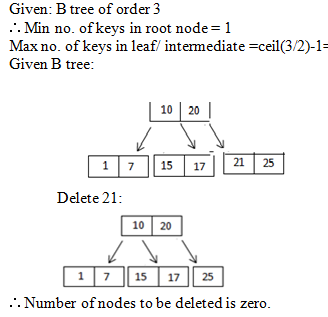 Given: B tree of order 3
∴ Min no. of keys in root node = 1
Max no. of keys in leaf/ intermediate =ceil(3/2)-1=
Given B tree:
10 20
1 7 15 17 21 25
Delete 21:
10 20
1 7 15 17 25
∴ Number of nodes to be deleted is zero.